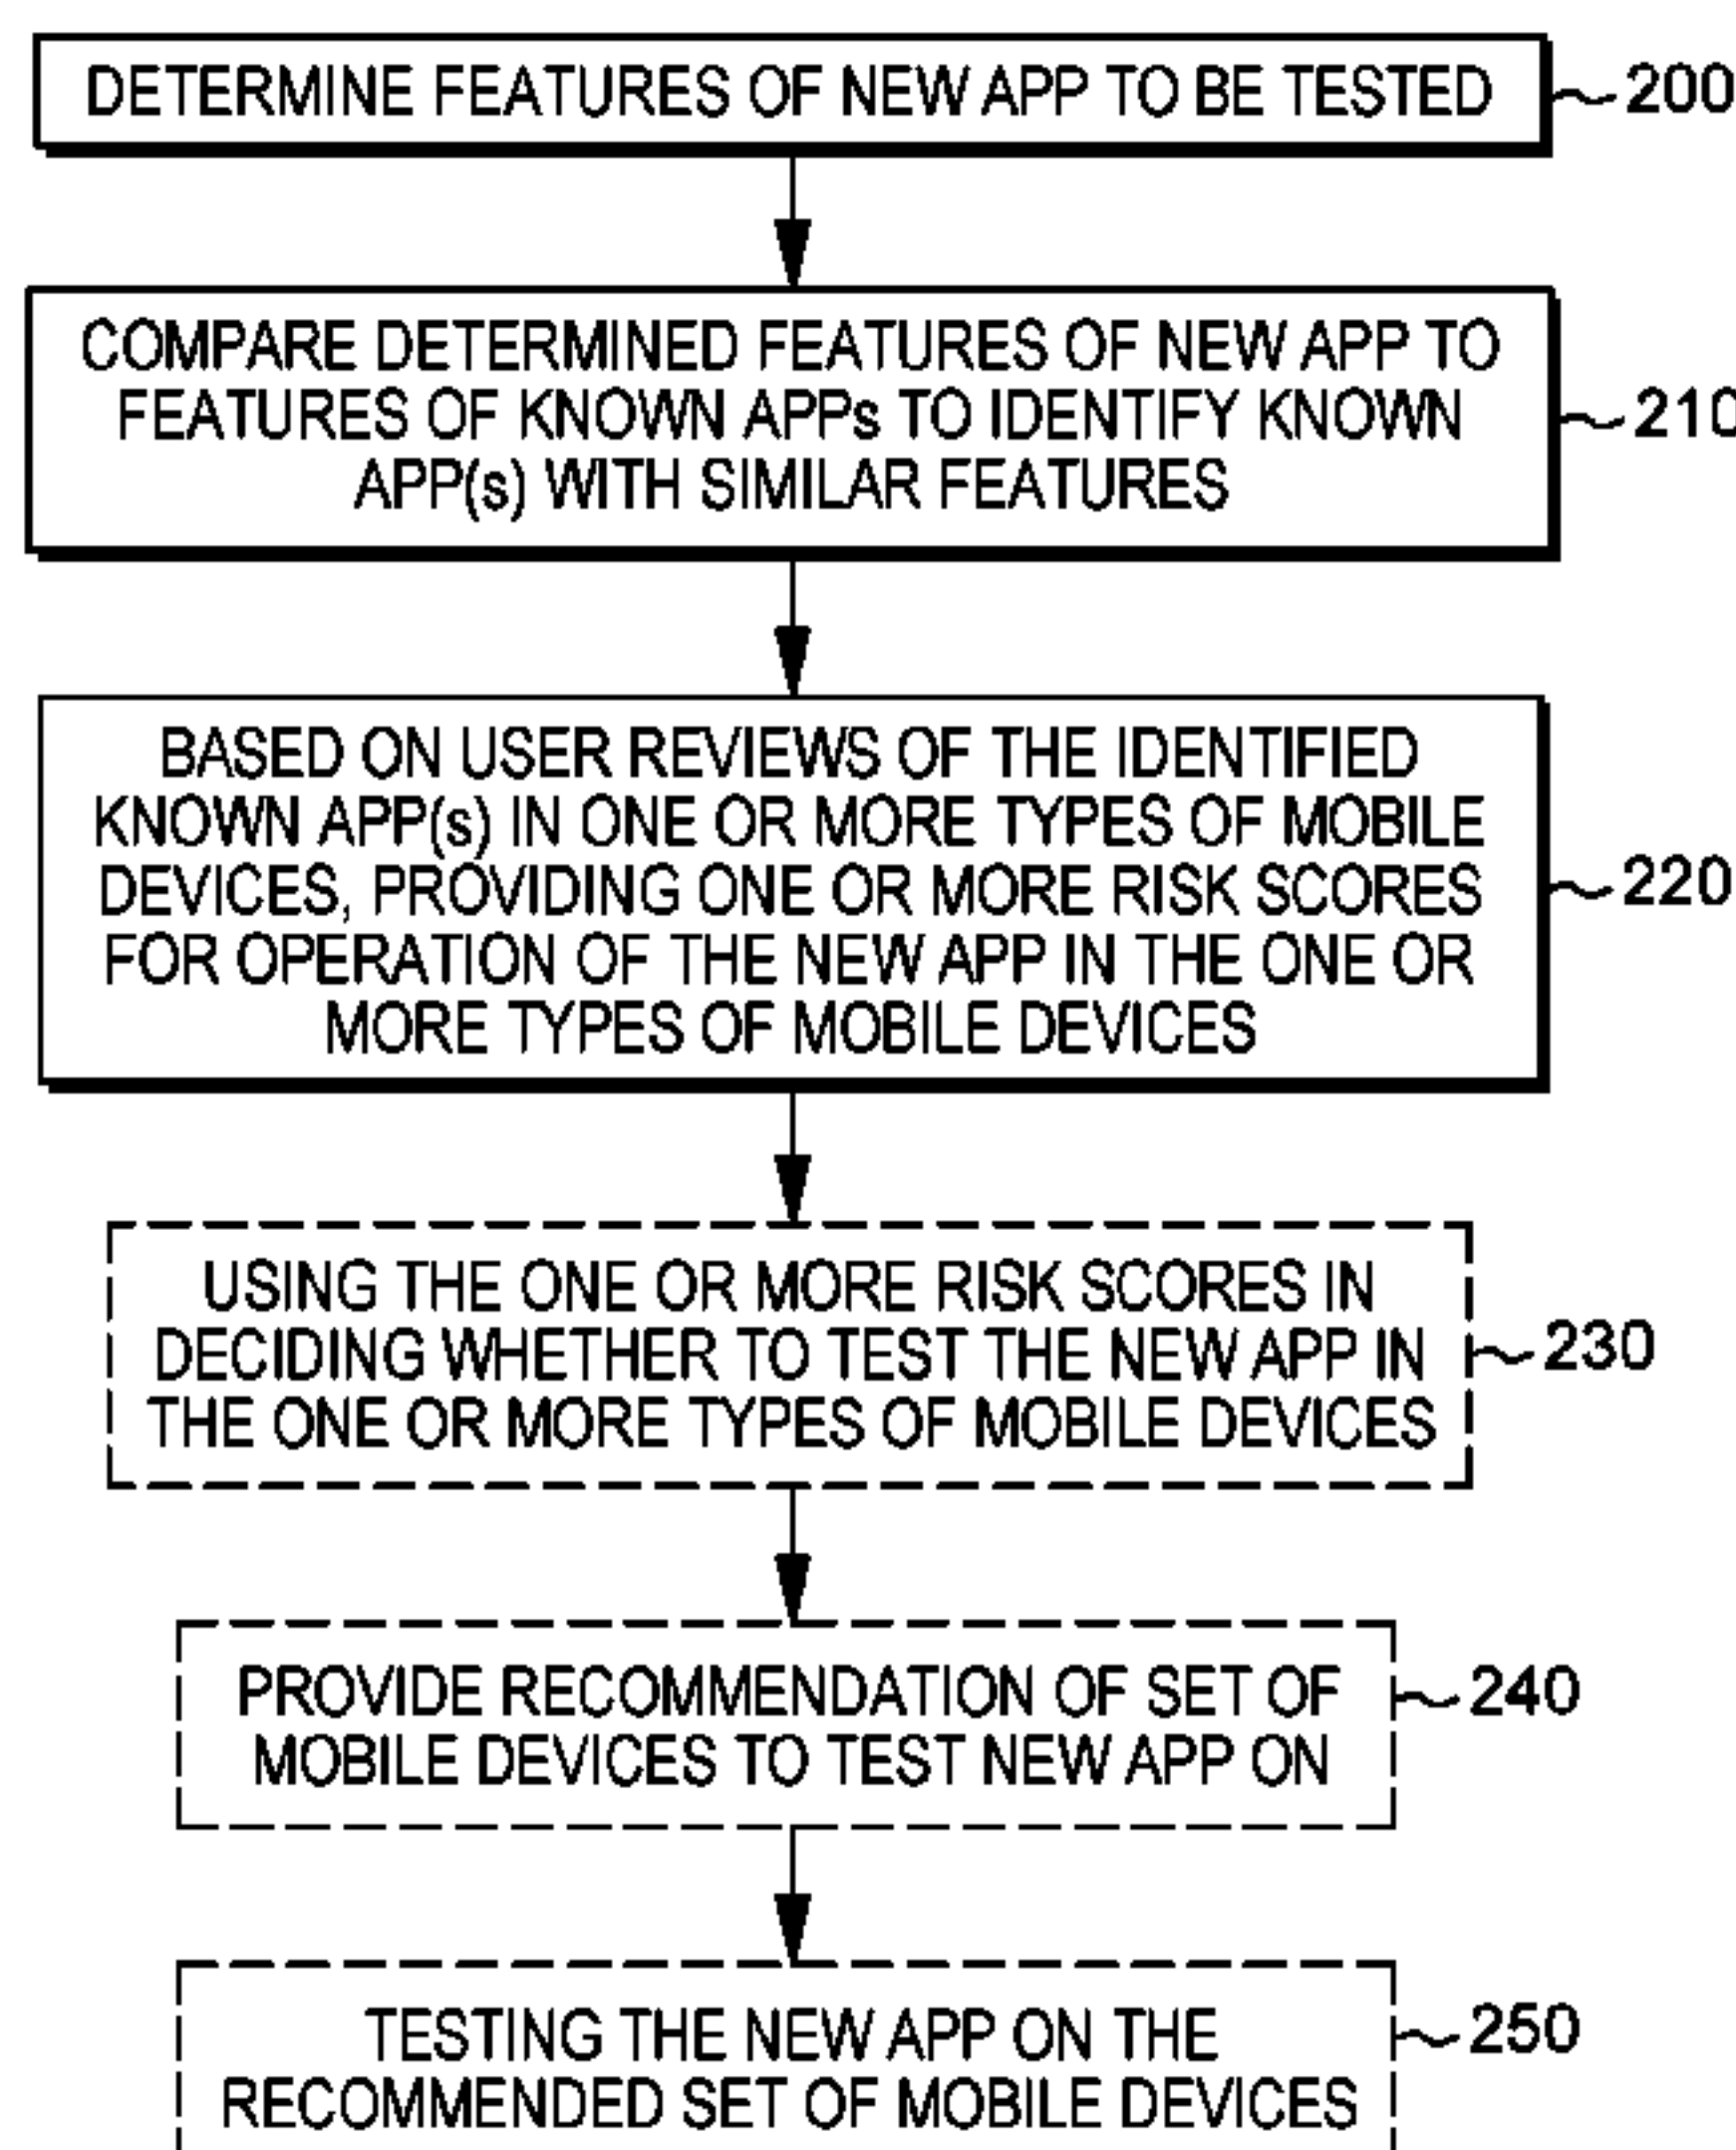 DETERMINE FEATURES OF NEW APP TO BE TESTED
200
COMPARE DETERMINED FEATURES OF NEW APP TO
FEATURES OF KNOWN APPs TO IDENTIFY KNOWN
APP(s) WITH SIMILAR FEATURES
210
BASED ON USER REVIEWS OF THE IDENTIFIED
KNOWN APP(s) IN ONE OR MORE TYPES OF MOBILE
DEVICES, PROVIDING ONE OR MORE RISK SCORES
FOR OPERATION OF THE NEW APP IN THE ONE OR
MORE TYPES OF MOBILE DEVICES
220
USING THE ONE OR MORE RISK SCORES IN
DECIDING WHETHER TO TEST THE NEW APP IN
THE ONE OR MORE TYPES OF MOBILE DEVICES
230
PROVIDE RECOMMENDATION OF SET OF
MOBILE DEVICES TO TEST NEW APP ON
240
TESTING THE NEW APP ON THE
RECOMMENDED SET OF MOBILE DEVICES
250